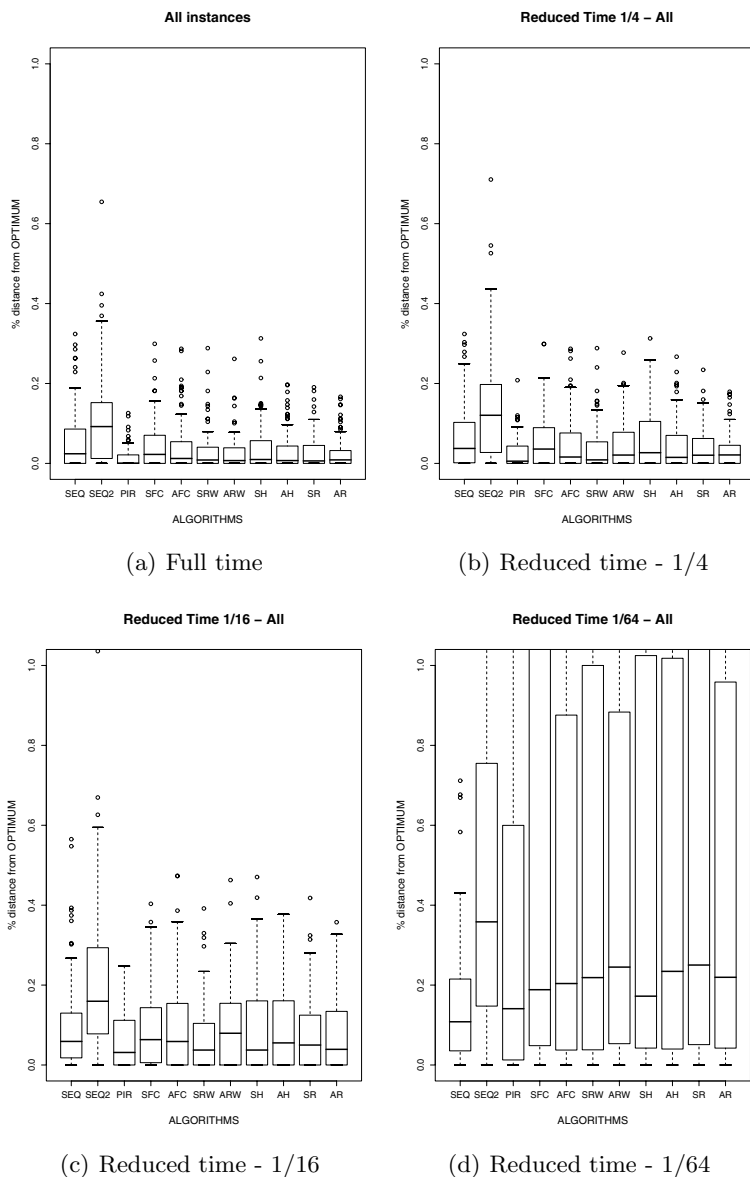 All instances
% distance from OPTIMUM
1.0
0.8
0.6
0.4
0.2
0.0
SEQ SEQ2 PIR SFC AFC SRW ARW SH AH SR AR
ALGORITHMS
(a) Full time
Reduced Time 1/4 – All
% distance from OPTIMUM
1.0
0.8
0.6
0.4
0.2
0.0
SEQ SEQ2 PIR SFC AFC SRW ARW SH AH SR AR
ALGORITHMS
(b) Reduced time - 1/4
Reduced Time 1/16 – All
% distance from OPTIMUM
1.0
0.8
0.6
0.4
0.2
0.0
SEQ SEQ2 PIR SFC AFC SRW ARW SH AH SR AR
ALGORITHMS
(c) Reduced time - 1/16
Reduced Time 1/64 – All
% distance from OPTIMUM
1.0
0.8
0.6
0.4
0.2
0.0
SEQ SEQ2 PIR SFC AFC SRW ARW SH AH SR AR
ALGORITHMS
(d) Reduced time - 1/64